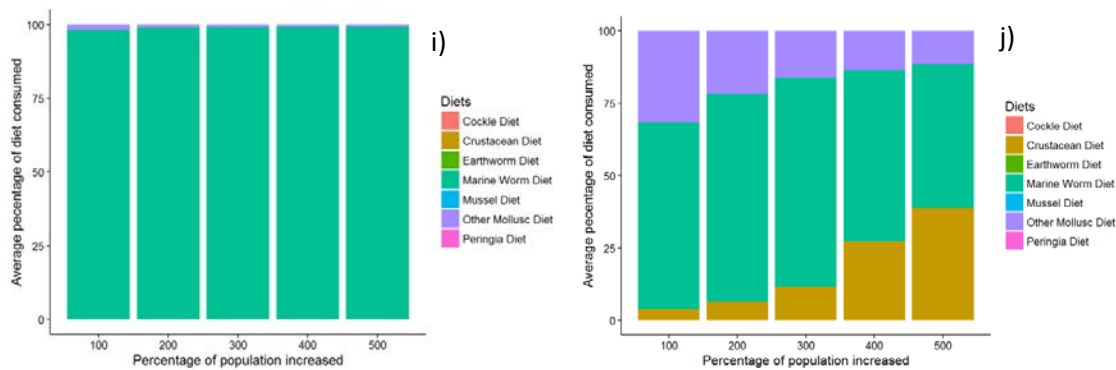 i)
Average pecentage of diet consumed
100
75
50
25
0
100 200 300 400 500
Percentage of population increased
Diets
Cockle Diet
Crustacean Diet
Earthworm Diet
Marine Worm Diet
Mussel Diet
Other Mollusc Diet
Peringia Diet
j)
Average pecentage of diet consumed
100
75
50
25
0
100 200 300 400 500
Percentage of population increased
Diets
Cockle Diet
Crustacean Diet
Earthworm Diet
Marine Worm Diet
Mussel Diet
Other Mollusc Diet
Peringia Diet